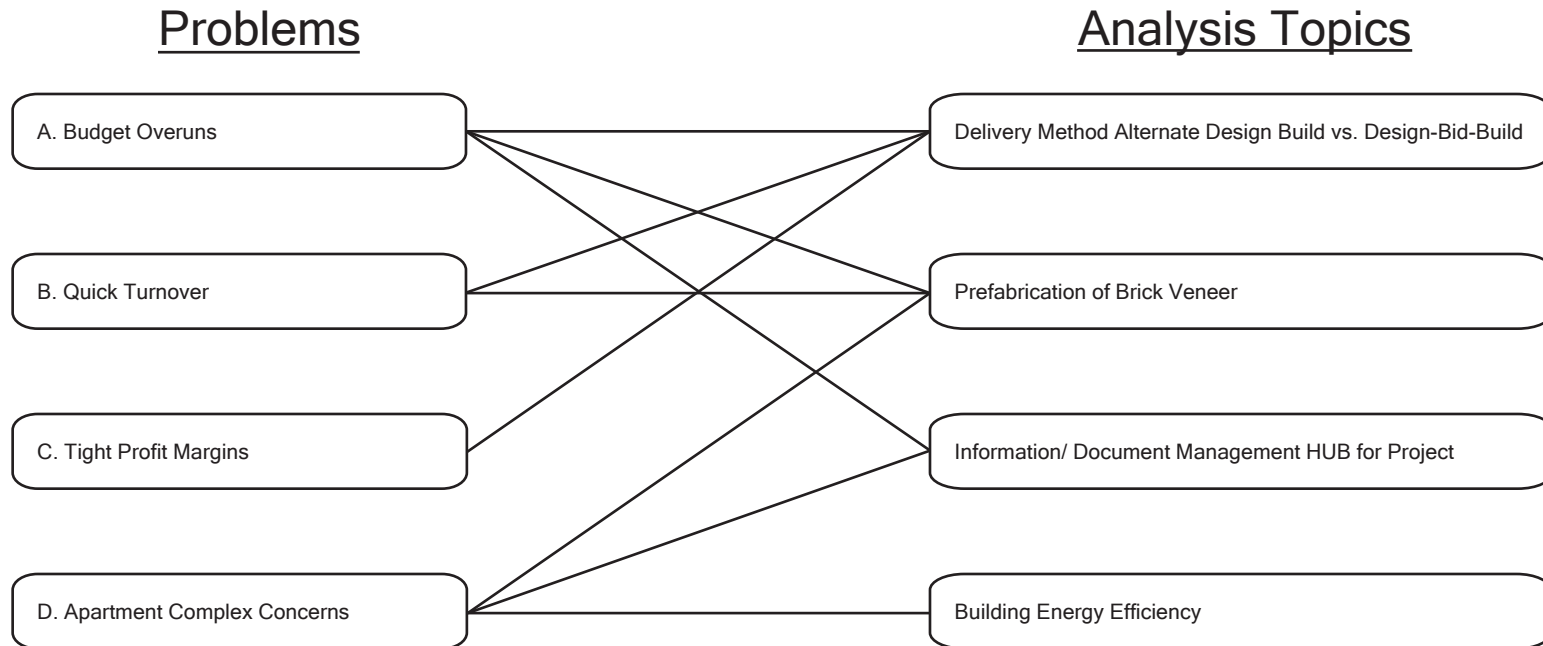 Problems
Analysis Topics
A. Budget Overuns
Delivery Method Alternate Design Build vs. Design-Bid-Build
B. Quick Turnover
Prefabrication of Brick Veneer
C. Tight Profit Margins
Information/ Document Management HUB for Project
D. Apartment Complex Concerns
Building Energy Efficiency